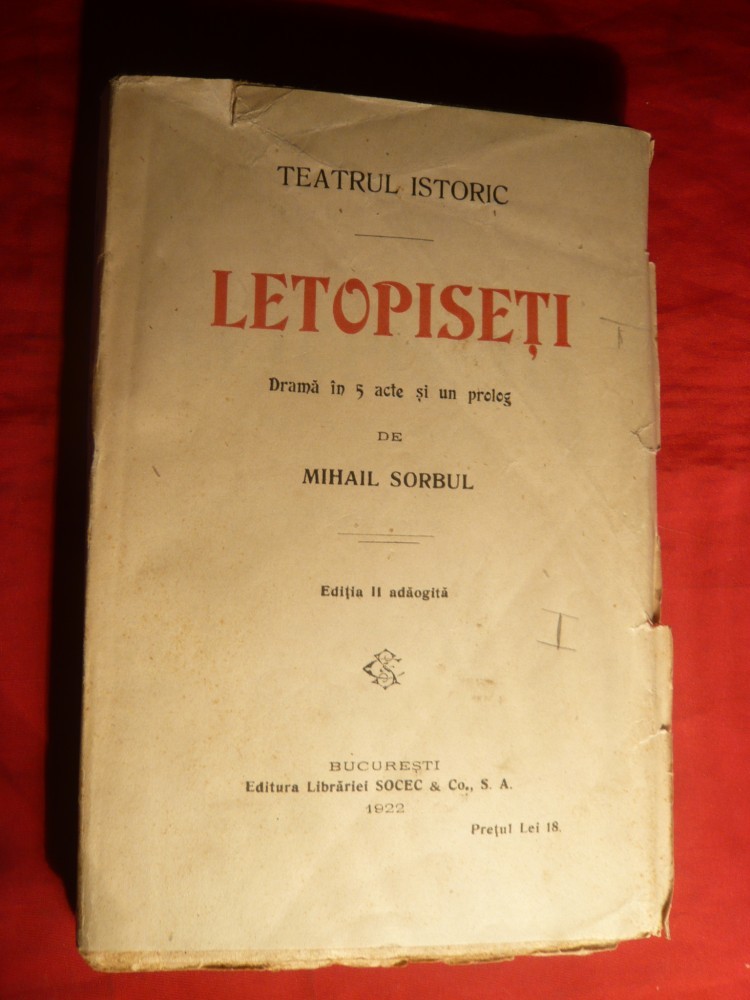 TEATRUL ISTORIC
LETOPISEȚI
Dramă în 5 acte și un prolog
DE
MIHAIL SORBUL
Ediția II adăogită
I
BUCUREȘTI
Editura Librăriei SOCEC & Co., S. A.
1922
Prețul Lei 18.